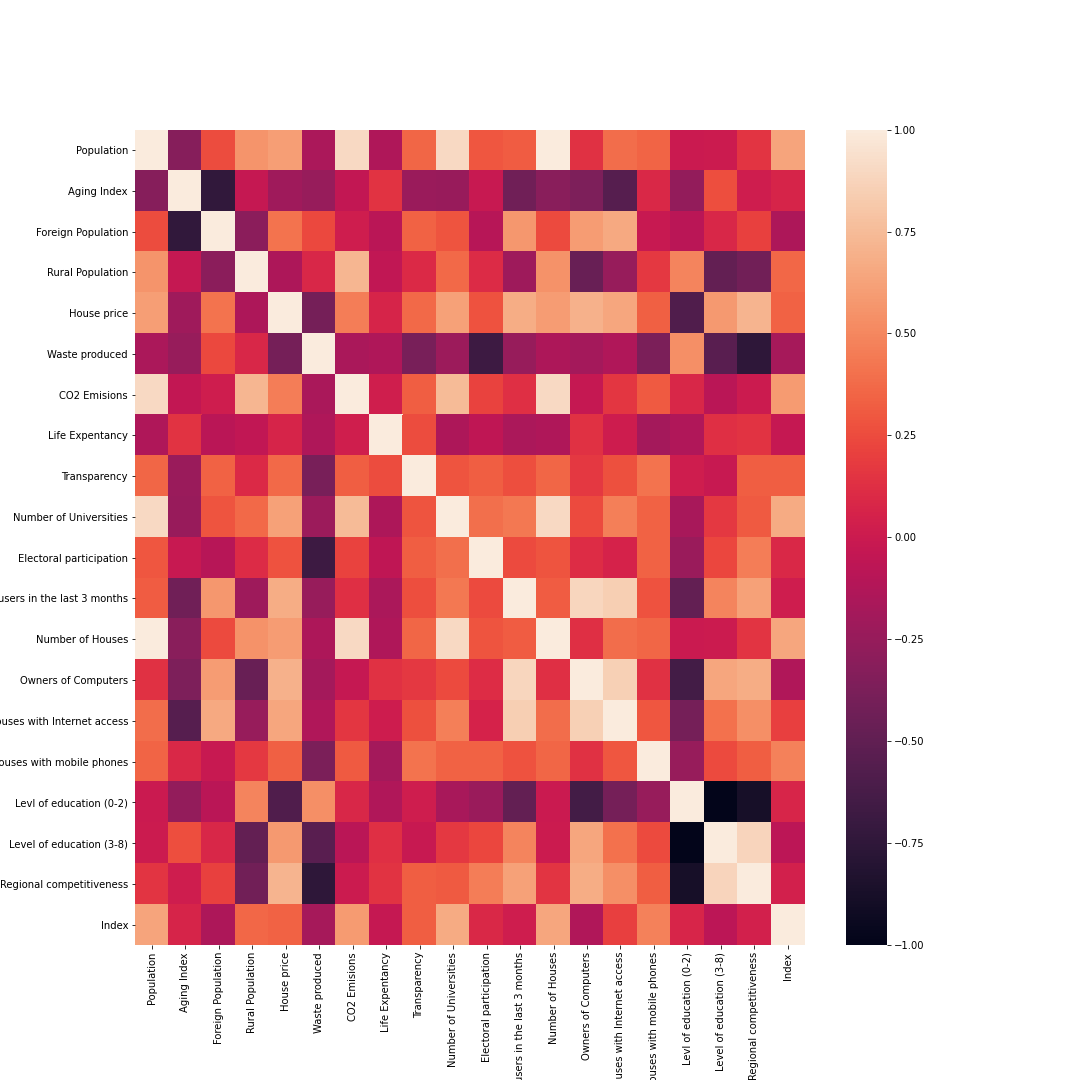 Population
Aging Index
Foreign Population
Rural Population
House price
Waste produced
CO2 Emisions
Life Expentancy
Transparency
Number of Universities
Electoral participation
users in the last 3 months
Number of Houses
Owners of Computers
ouses with Internet access
ouses with mobile phones
Levl of education (0-2)
Level of education (3-8)
Regional competitiveness
Index
Population
Aging Index
Foreign Population
Rural Population
House price
Waste produced
CO2 Emisions
Life Expentancy
Transparency
Number of Universities
Electoral participation
users in the last 3 months
Number of Houses
Owners of Computers
uses with Internet access
ouses with mobile phones
Levl of education (0-2)
Level of education (3-8)
Regional competitiveness
Index
1.00
0.75
0.50
0.25
0.00
−0.25
−0.50
−0.75
−1.00